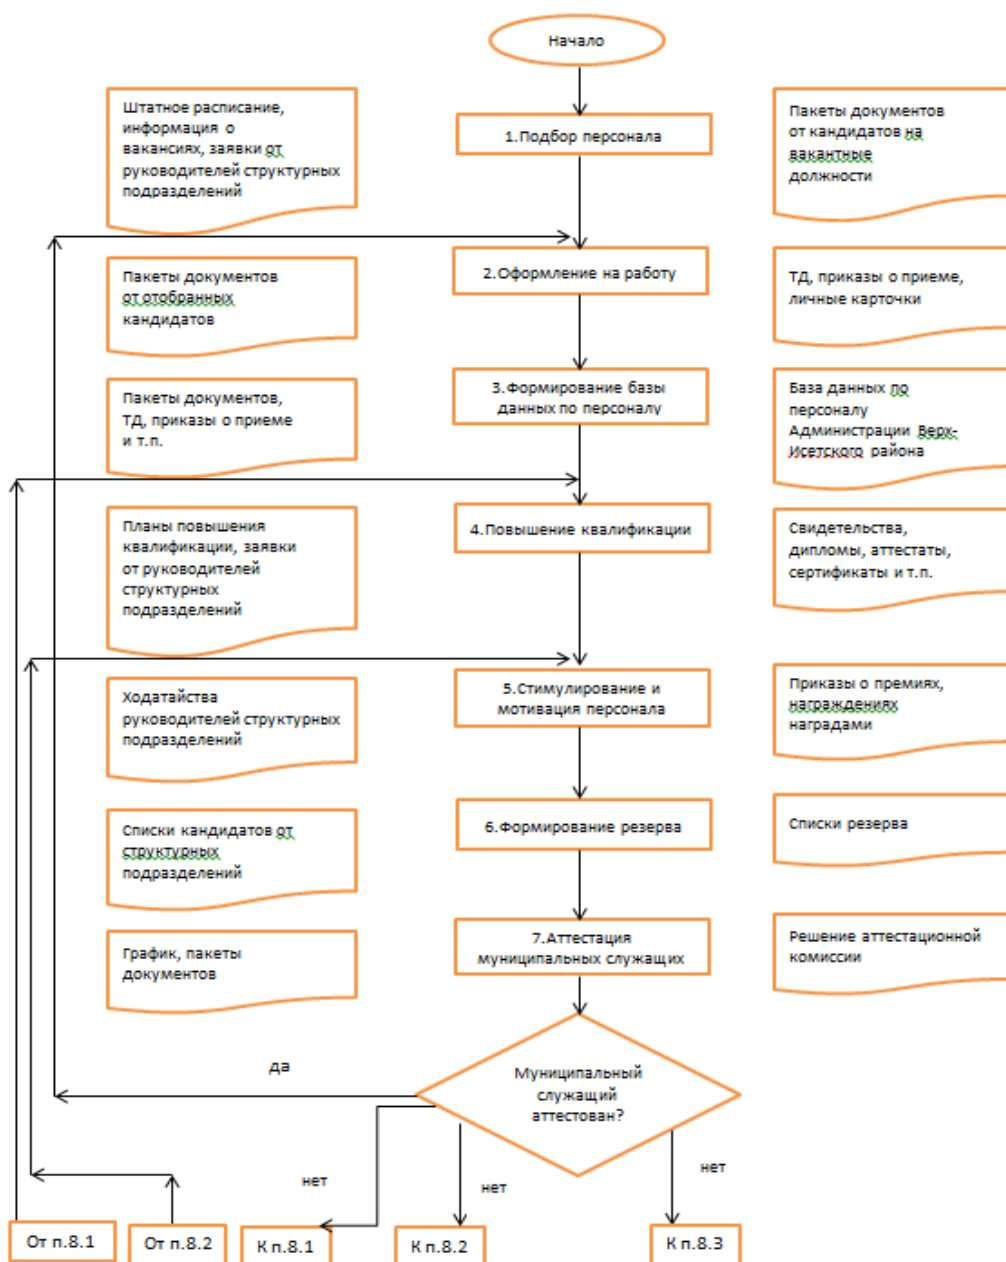 Начало
Штатное расписание,
информация о
вакансиях, заявки от
руководителей структурных
подразделений
1.Подбор персонала
Пакеты документов
от кандидатов на
вакантные
должности
Пакеты документов
от отобранных
кандидатов
2.Оформление на работу
ТД, приказы о приеме,
личные карточки
Пакеты документов,
ТД, приказы о приеме
и т.п.
3.Формирование базы
данных по персоналу
База данных по
персоналу
Администрации Верх-
Исетского района
Планы повышения
квалификации, заявки
от руководителей
структурных
подразделений
4.Повышение квалификации
Свидетельства,
дипломы, аттестаты,
сертификаты и т.п.
Ходатайства
руководителей структурных
подразделений
5.Стимулирование и
мотивация персонала
Приказы о премиях,
награждениях
наградами
Списки кандидатов от
структурных
подразделений
6.Формирование резерва
Списки резерва
График, пакеты
документов
7.Аттестация
муниципальных служащих
Решение аттестационной
комиссии
да
Муниципальный
служащий
аттестован?
нет
нет
нет
От п.8.1
От п.8.2
К п.8.1
К п.8.2
К п.8.3